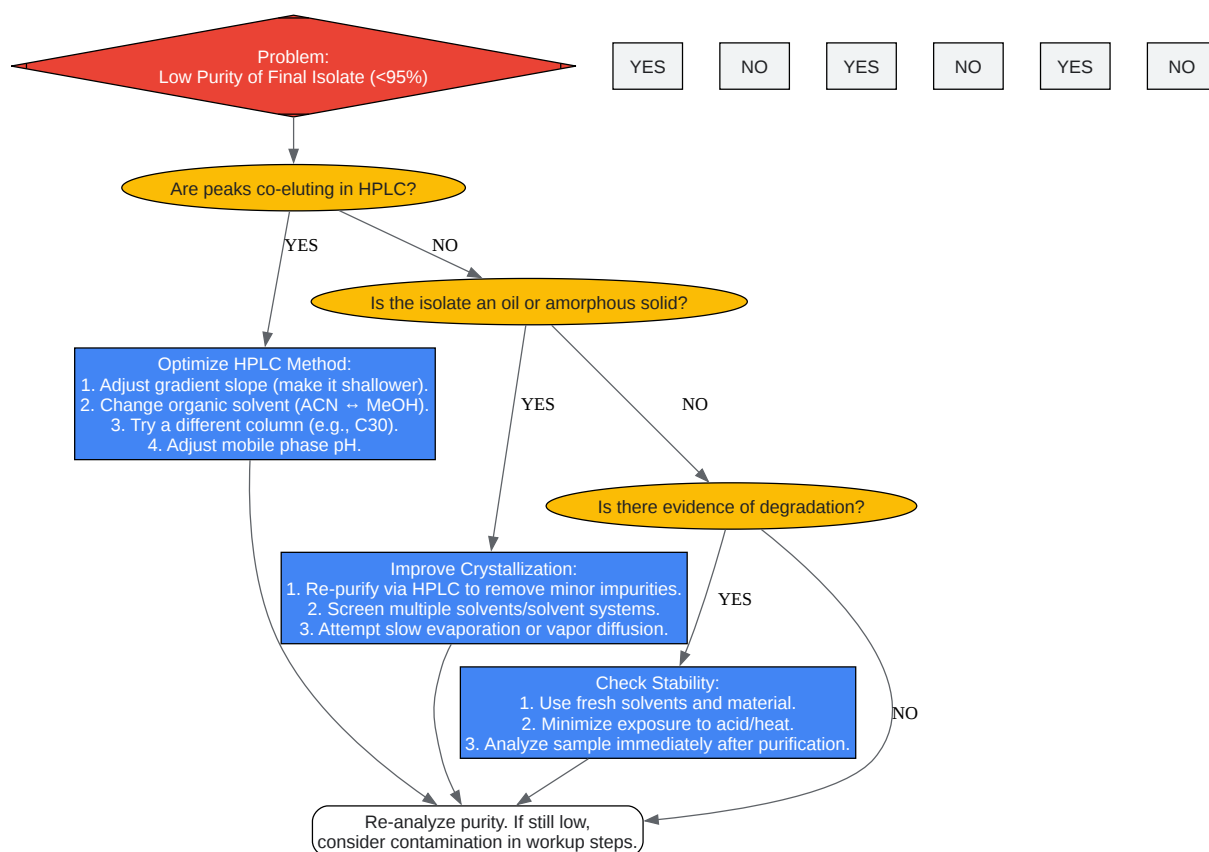 Problem:
Low Purity of Final Isolate (<95%)
YES
NO
YES
NO
YES
NO
Are peaks co-eluting in HPLC?
YES
NO
Is the isolate an oil or amorphous solid?
Optimize HPLC Method:
1. Adjust gradient slope (make it shallower).
2. Change organic solvent (ACN ↔ MeOH).
3. Try a different column (e.g., C30).
4. Adjust mobile phase pH.
YES
NO
Is there evidence of degradation?
Improve Crystallization:
1. Re-purify via HPLC to remove minor impurities.
2. Screen multiple solvents/solvent systems.
3. Attempt slow evaporation or vapor diffusion.
YES
NO
Check Stability:
1. Use fresh solvents and material.
2. Minimize exposure to acid/heat.
3. Analyze sample immediately after purification.
Re-analyze purity. If still low,
consider contamination in workup steps.